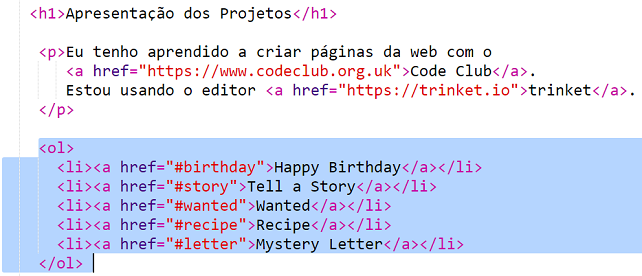 <h1>Apresentação dos Projetos</h1>
<p>Eu tenho aprendido a criar páginas da web com o
<a href="https://www.codeclub.org.uk">Code Club</a>.
Estou usando o editor <a href="https://trinket.io">trinket</a>.
</p>
<ol>
<li><a href="#birthday">Happy Birthday</a></li>
<li><a href="#story">Tell a Story</a></li>
<li><a href="#wanted">Wanted</a></li>
<li><a href="#recipe">Recipe</a></li>
<li><a href="#letter">Mystery Letter</a></li>
</ol>